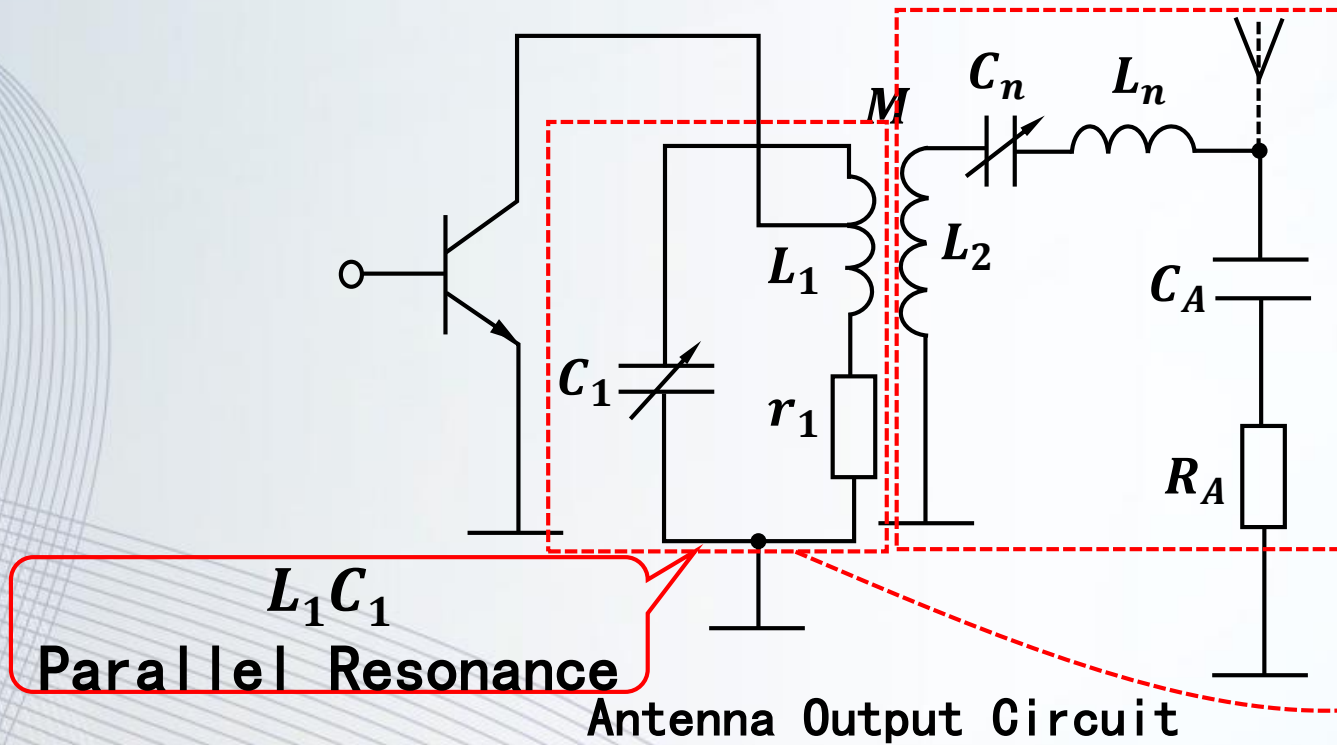 M
C_n
L_n
L_1
L_2
C_A
C_1
r_1
R_A
L_1C_1
Parallel Resonance
Antenna Output Circuit